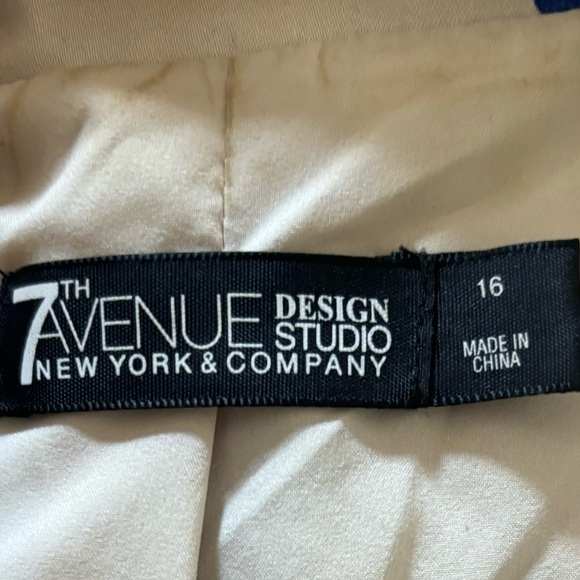 7TH AVENUE DESIGN STUDIO
NEW YORK & COMPANY
16
MADE IN
CHINA